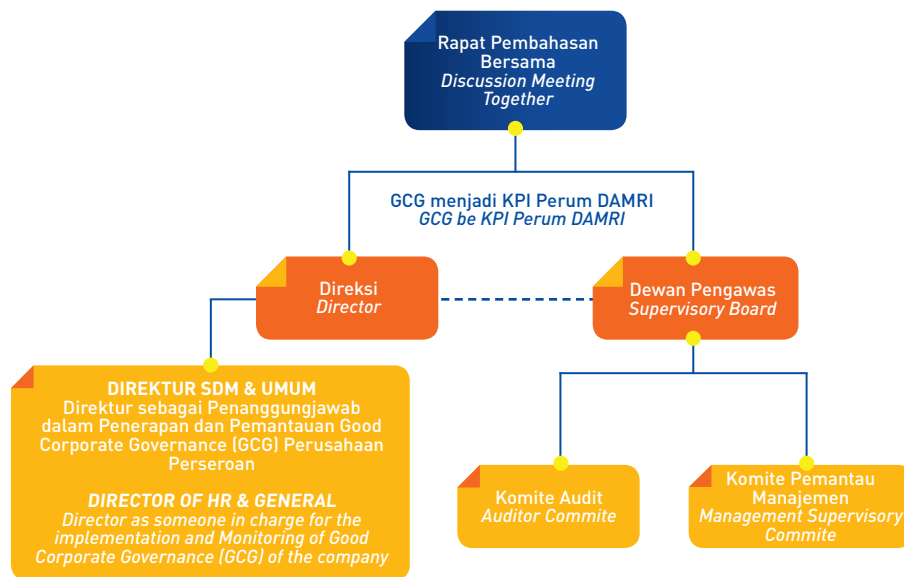 Rapat Pembahasan
Bersama
Discussion Meeting
Together
GCG menjadi KPI Perum DAMRI
GCG be KPI Perum DAMRI
Direksi
Director
Dewan Pengawas
Supervisory Board
DIREKTUR SDM & UMUM
Direktur sebagai Penanggungjawab
dalam Penerapan dan Pemantauan Good
Corporate Governance (GCG) Perusahaan
Perseroan
DIRECTOR OF HR & GENERAL
Director as someone in charge for the
implementation and Monitoring of Good
Corporate Governance (GCG) of the company
Komite Audit
Auditor Commite
Komite Pemantau
Manajemen
Management Supervisory
Commite